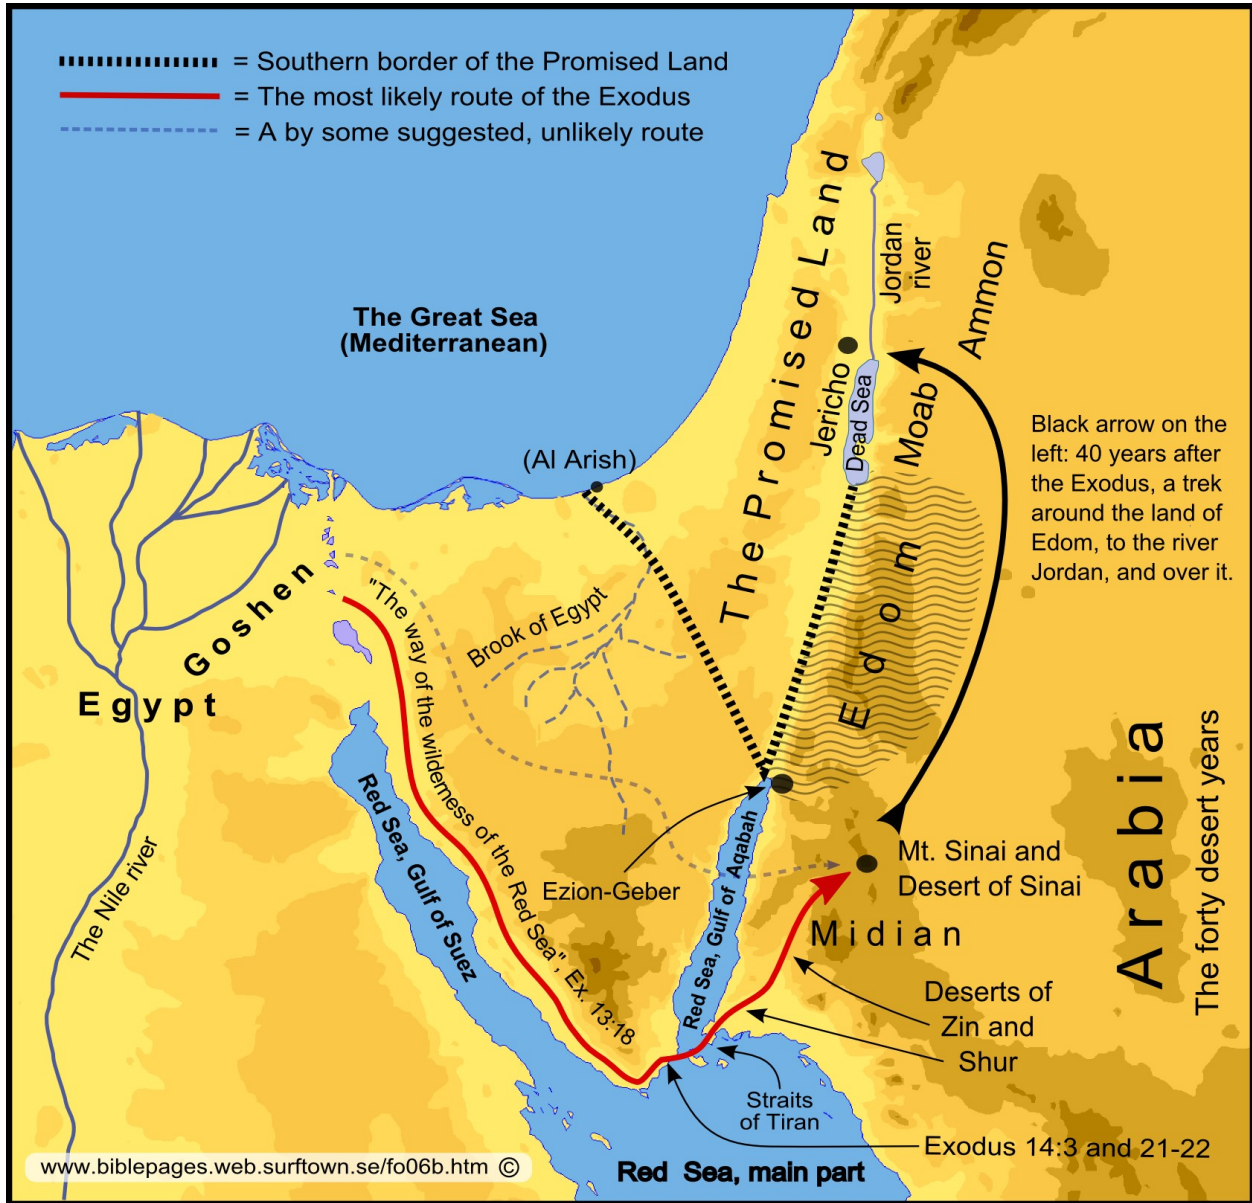 = Southern border of the Promised Land
= The most likely route of the Exodus
= A by some suggested, unlikely route
The Great Sea
(Mediterranean)
The Promised Land
Jordan
river
Ammon
Jericho
Dead Sea
Moab
(Al Arish)
Black arrow on the
left: 40 years after
the Exodus, a trek
around the land of
Edom, to the river
Jordan, and over it.
Goshen
Egypt
"The way of the wilderness of the Red Sea", Ex. 13:18
Brook of Egypt
Edom
The Nile river
Red Sea, Gulf of Suez
Ezion-Geber
Red Sea, Gulf of Aqabah
Mt. Sinai and
Desert of Sinai
Midian
Arabia
The forty desert years
Deserts of
Zin and
Shur
Straits
of Tiran
Exodus 14:3 and 21-22
www.biblepages.web.surftown.se/fo06b.htm ©
Red Sea, main part